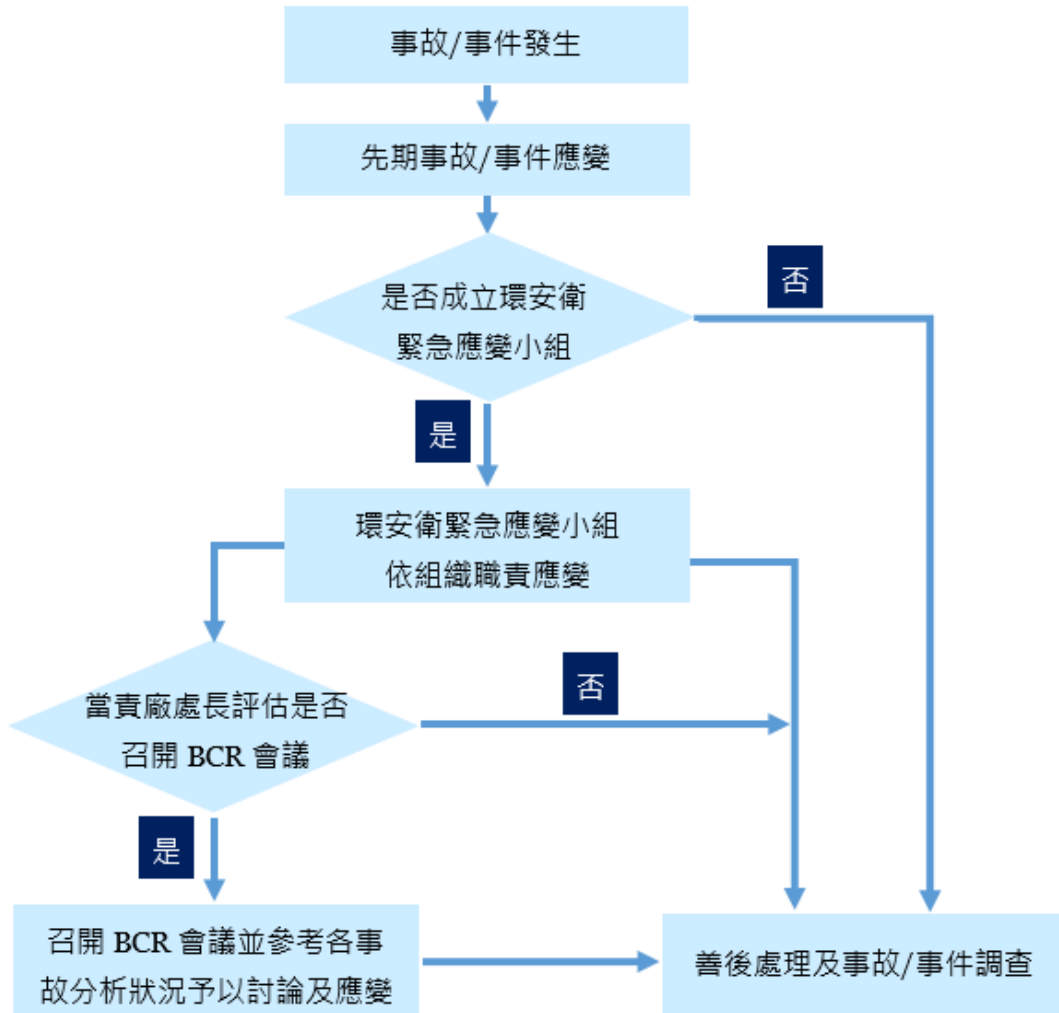 事故/事件發生
先期事故/事件應變
是否成立環安衛
緊急應變小組
否
是
環安衛緊急應變小組
依組織職責應變
當責廠處長評估是否
召開 BCR 會議
否
是
召開 BCR 會議並參考各事
故分析狀況予以討論及應變
善後處理及事故/事件調查